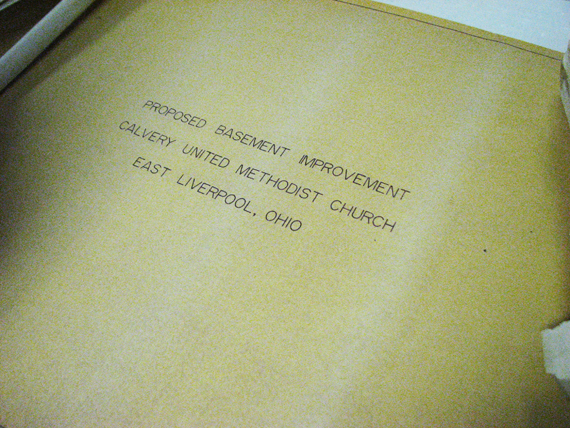 PROPOSED BASEMENT IMPROVEMENT
CALVERY UNITED METHODIST CHURCH
EAST LIVERPOOL, OHIO